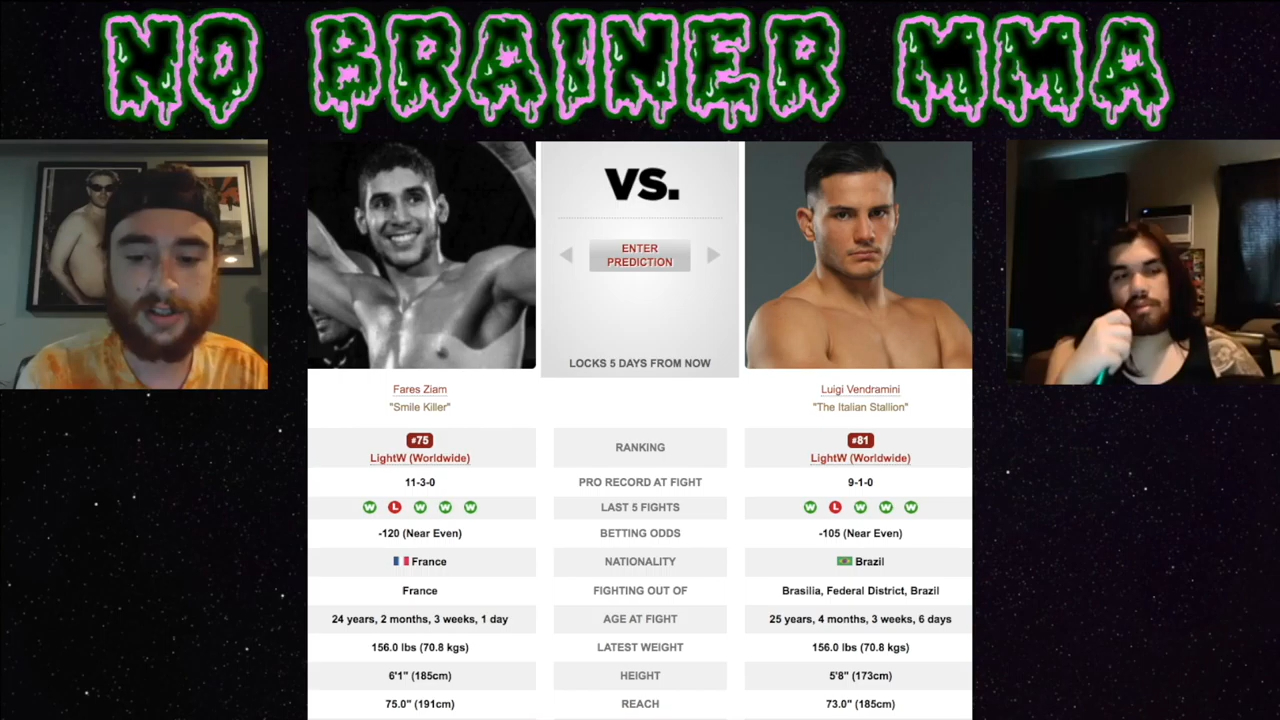 NO BRAINER MMA
VS.
ENTER
PREDICTION
LOCKS 5 DAYS FROM NOW
Fares Ziam
"Smile Killer"
Luigi Vendramini
"The Italian Stallion"
#75
LightW (Worldwide)
RANKING
#81
LightW (Worldwide)
11-3-0 PRO RECORD AT FIGHT 9-1-0
W L W W W LAST 5 FIGHTS W L W W W
-120 (Near Even) BETTING ODDS -105 (Near Even)
France NATIONALITY Brazil
France FIGHTING OUT OF Brasilia, Federal District, Brazil
24 years, 2 months, 3 weeks, 1 day AGE AT FIGHT 25 years, 4 months, 3 weeks, 6 days
156.0 lbs (70.8 kgs) LATEST WEIGHT 156.0 lbs (70.8 kgs)
6'1" (185cm) HEIGHT 5'8" (173cm)
75.0" (191cm) REACH 73.0" (185cm)